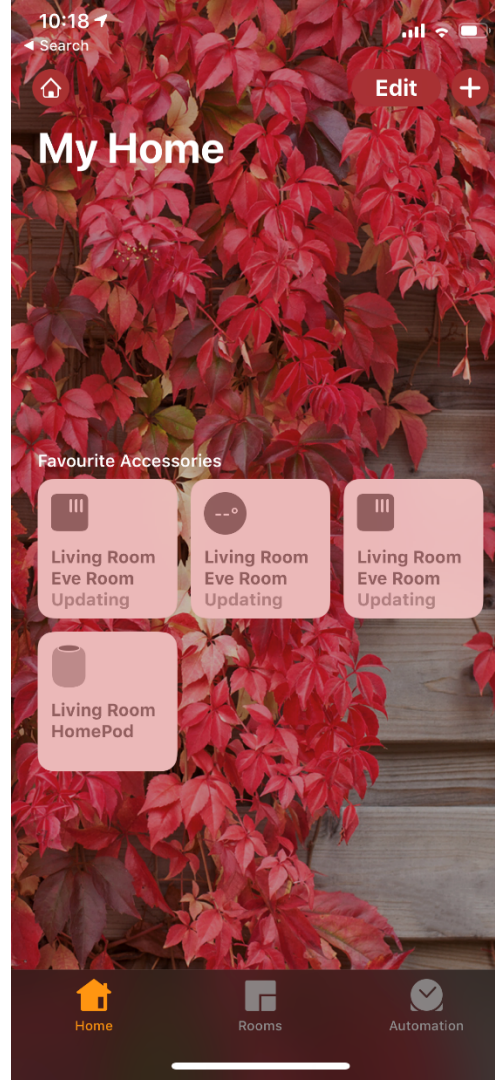 10:18
◀ Search
Edit
My Home
Favourite Accessories
Living Room
Eve Room
Updating
--°
Living Room
Eve Room
Updating
Living Room
Eve Room
Updating
Living Room
HomePod
Home
Rooms
Automation